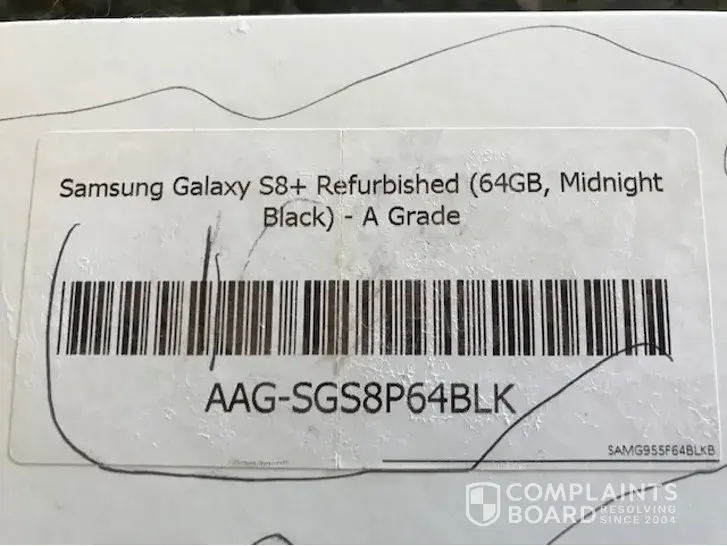 Samsung Galaxy S8+ Refurbished (64GB, Midnight
Black) - A Grade
AAG-SGS8P64BLK
SAMG955F64BLKB
COMPLAINTS
BOARD RESOLVING
SINCE 2004